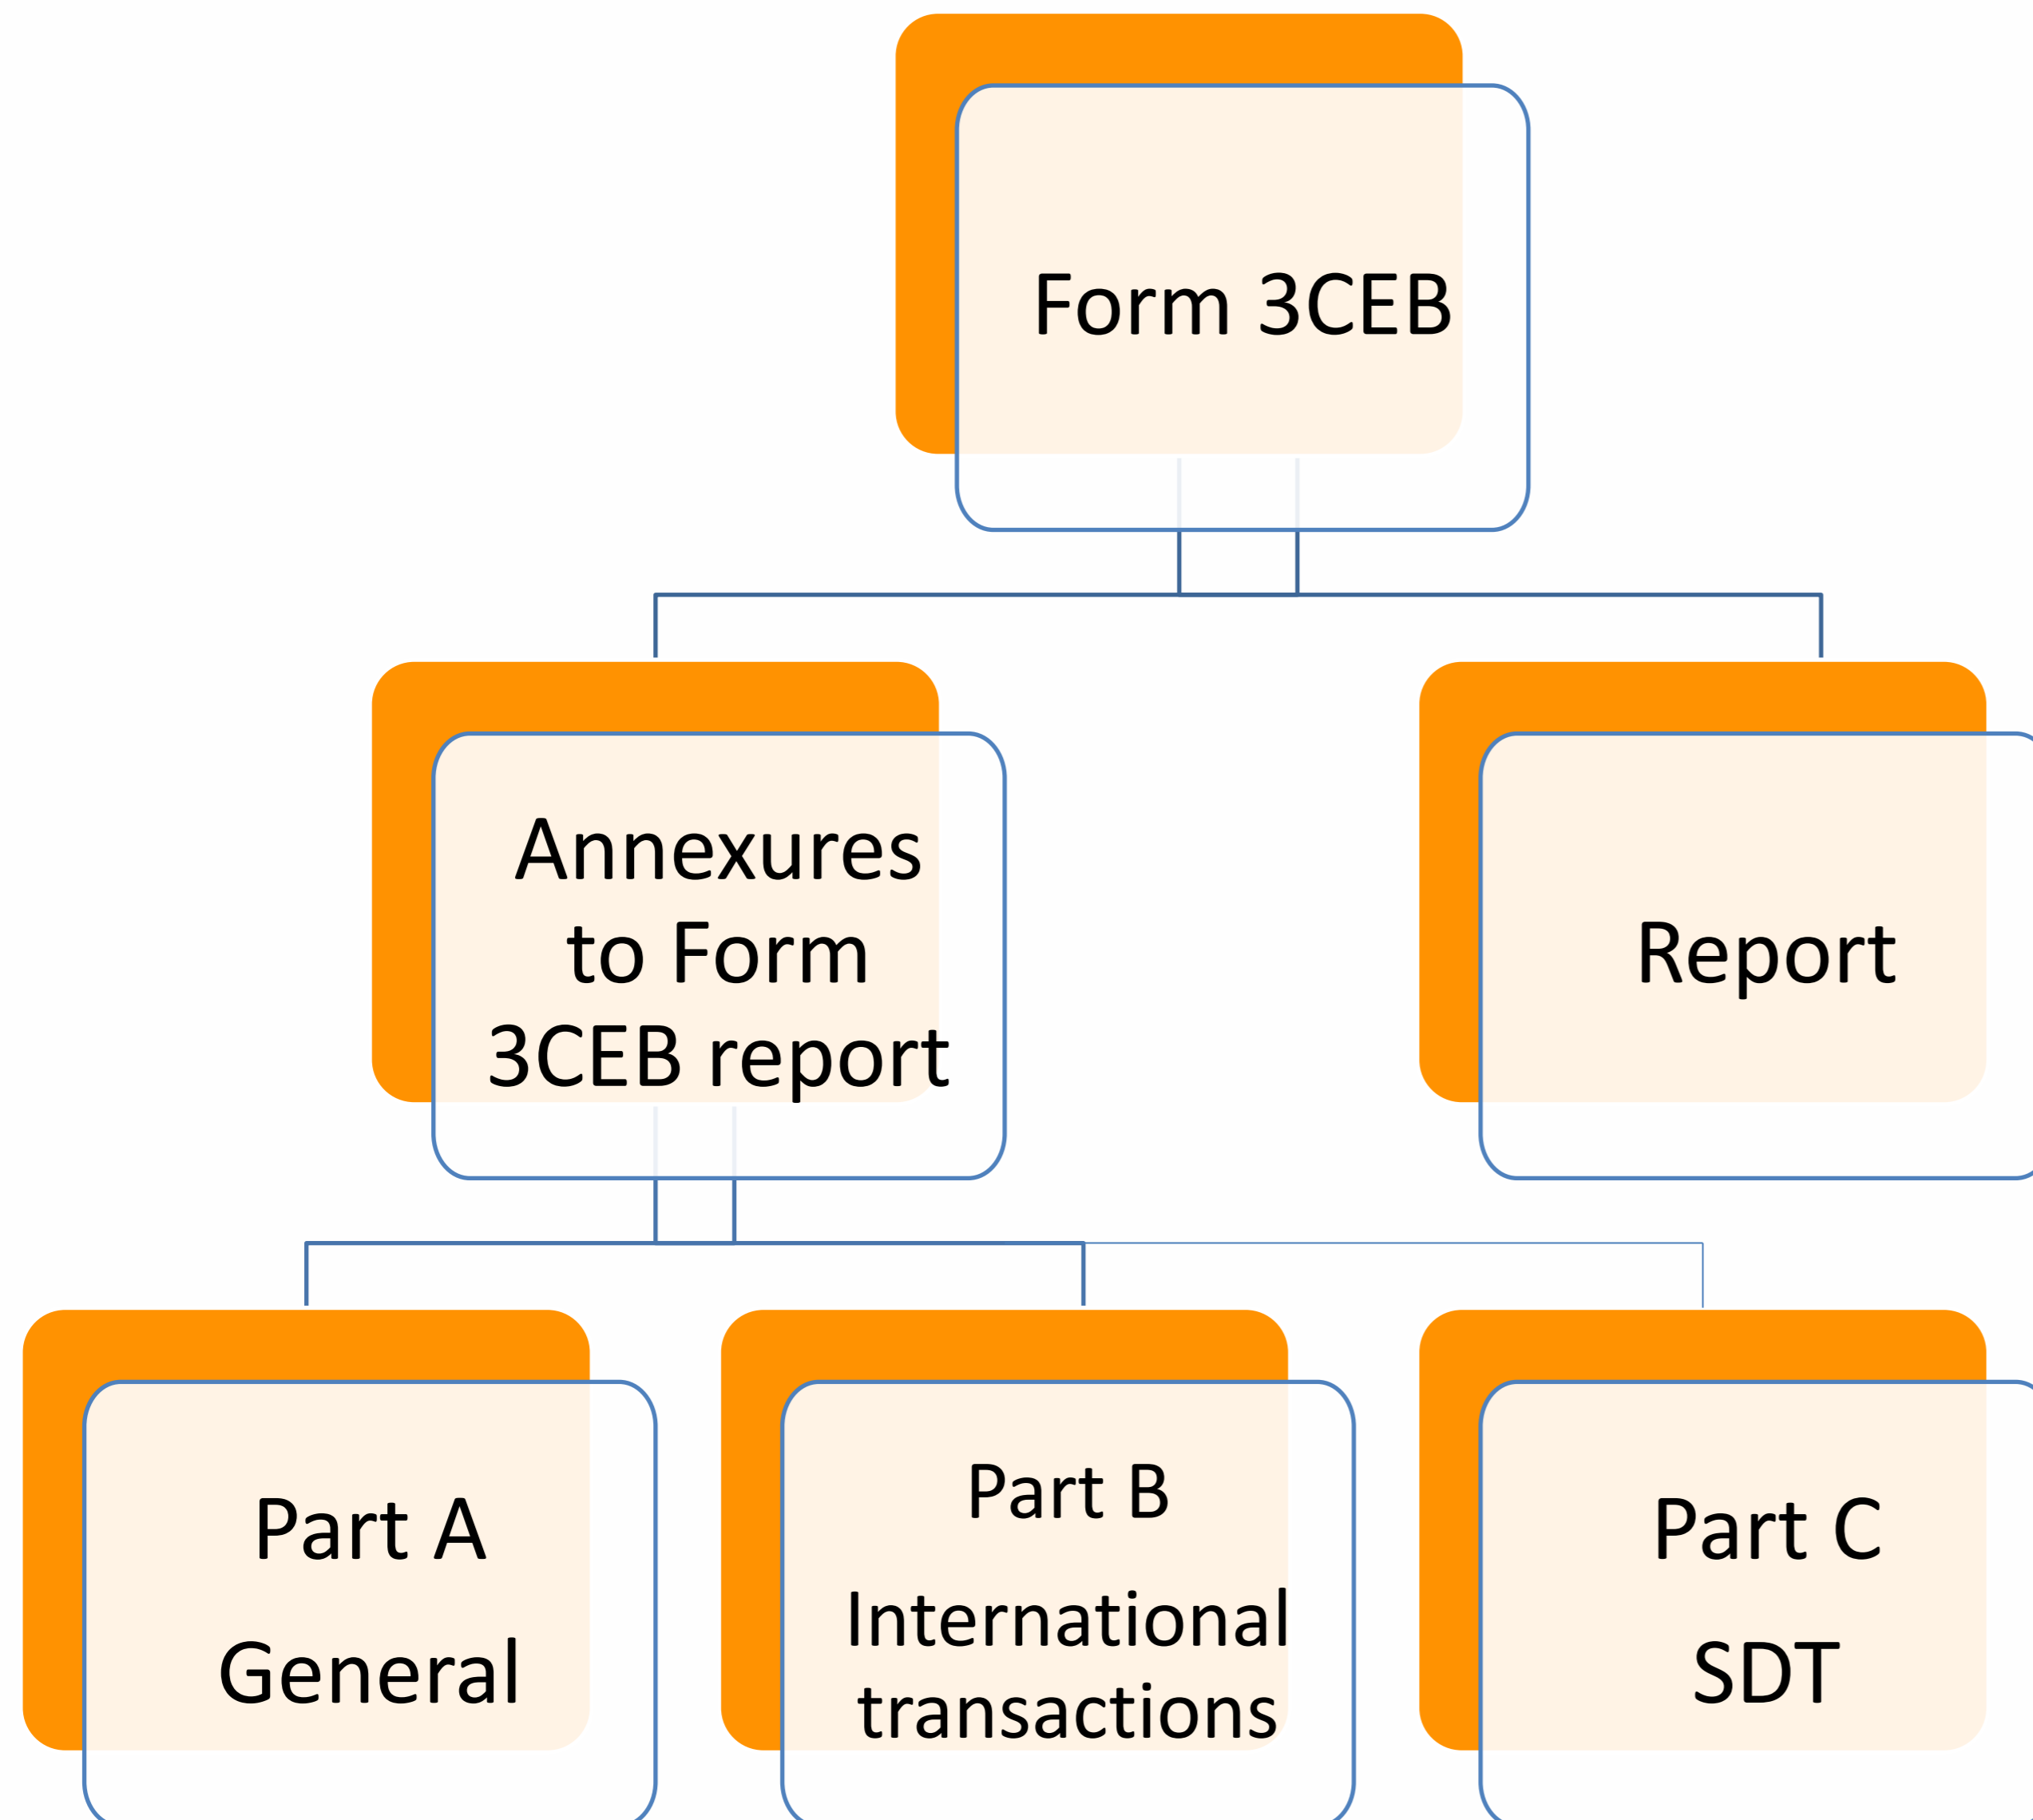 Form 3CEB
Annexures
to Form
3CEB report
Report
Part A
General
Part B
International
transactions
Part C
SDT